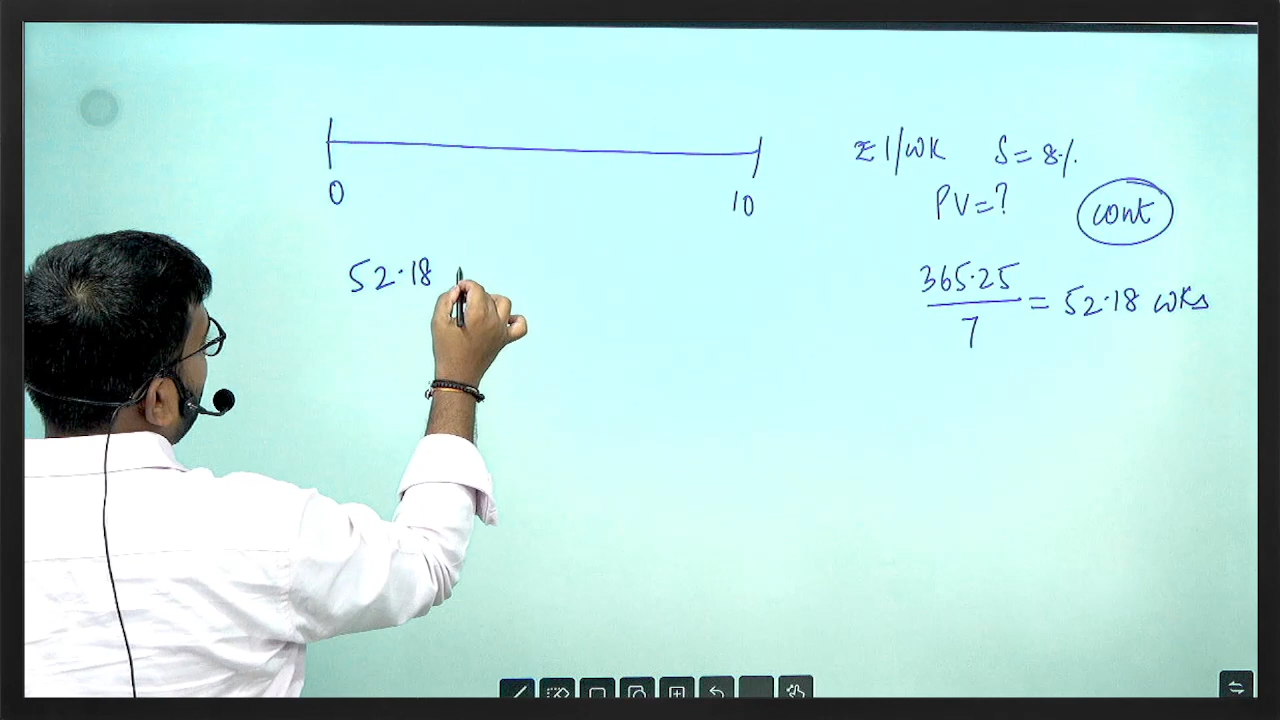 ₹1/WK δ = 8%
0 10 PV = ?
cont
52.18
365.25
7
= 52.18 WKs